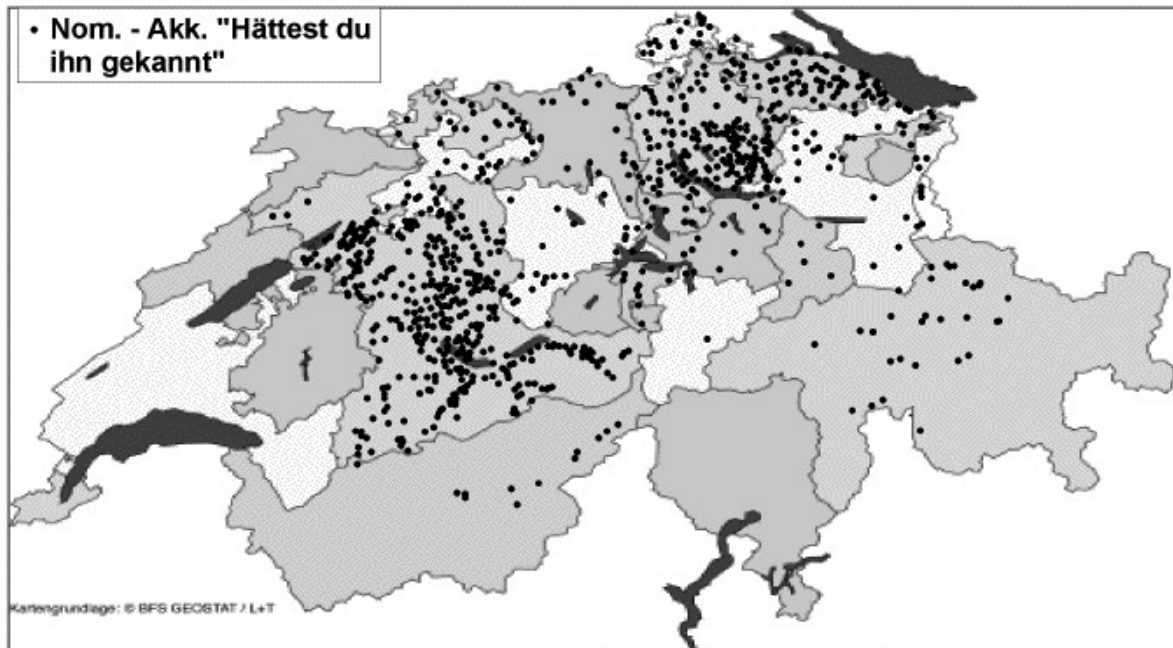 • Nom. - Akk. "Hättest du
ihn gekannt"
Kartengrundlage: © BFS GEOSTAT / L+T